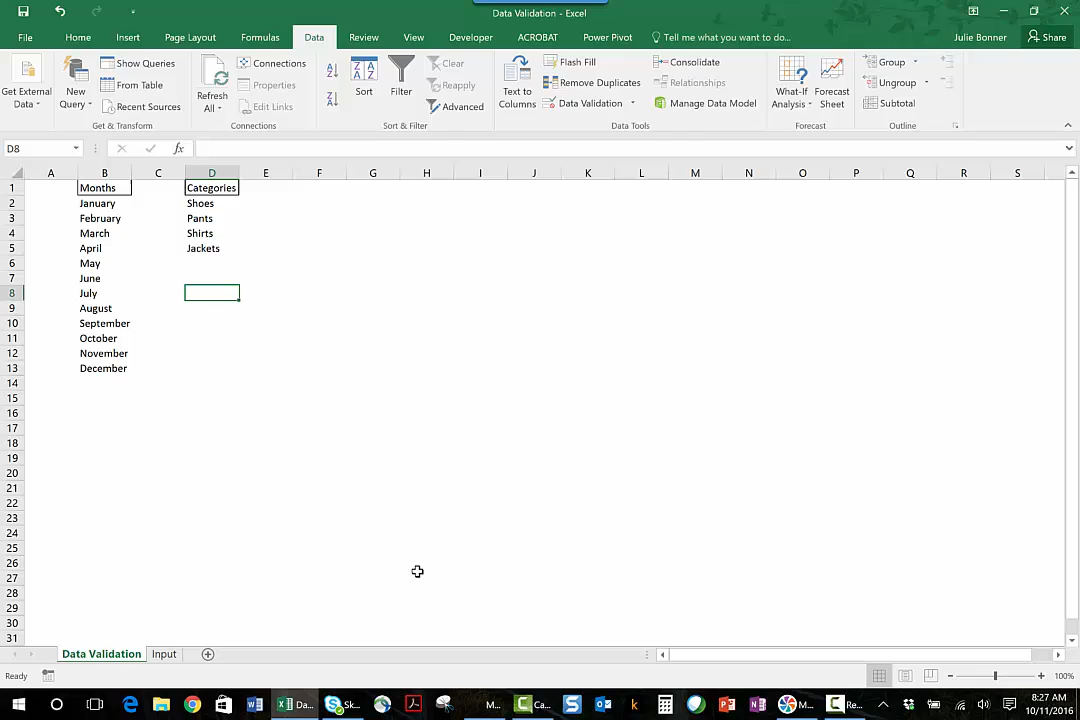 Data Validation - Excel
File Home Insert Page Layout Formulas Data Review View Developer ACROBAT Power Pivot Tell me what you want to do... Julie Bonner Share
Get External Data
New Query
Show Queries
From Table
Recent Sources
Get & Transform
Refresh All
Connections
Properties
Edit Links
Connections
Sort
Filter
Clear
Reapply
Advanced
Sort & Filter
Text to Columns
Flash Fill
Remove Duplicates
Data Validation
Consolidate
Relationships
Manage Data Model
Data Tools
What-If Analysis
Forecast Sheet
Forecast
Group
Ungroup
Subtotal
Outline
D8 fx
A B C D E F G H I J K L M N O P Q R S
1 Months Categories
2 January Shoes
3 February Pants
4 March Shirts
5 April Jackets
6 May
7 June
8 July
9 August
10 September
11 October
12 November
13 December
14
15
16
17
18
19
20
21
22
23
24
25
26
27
28
29
30
31
Data Validation Input
Ready 100%
Da... Sk... M... Ca... M... Re... 8:27 AM
10/11/2016